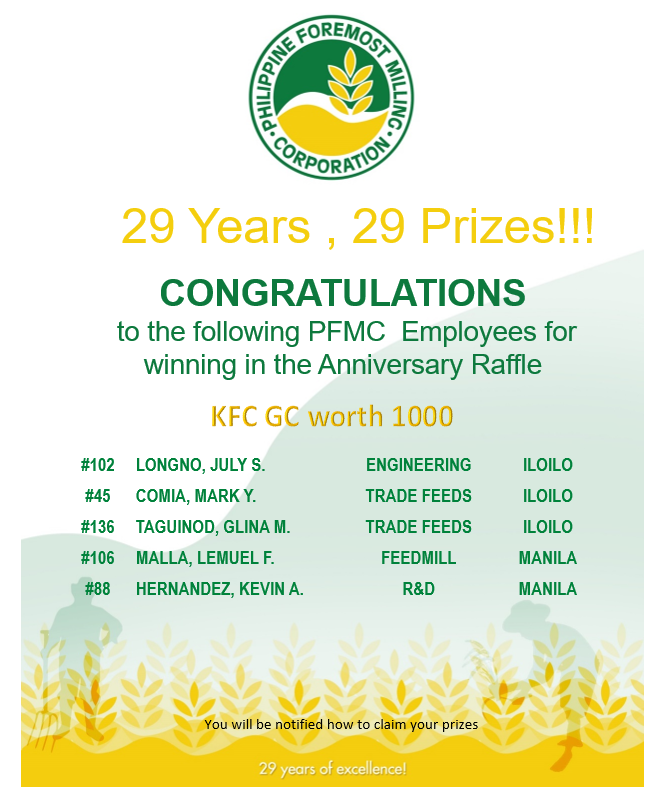 PHILIPPINE FOREMOST MILLING
• CORPORATION •
29 Years , 29 Prizes!!!
CONGRATULATIONS
to the following PFMC Employees for
winning in the Anniversary Raffle
KFC GC worth 1000
#102 LONGNO, JULY S. ENGINEERING ILOILO
#45 COMIA, MARK Y. TRADE FEEDS ILOILO
#136 TAGUINOD, GLINA M. TRADE FEEDS ILOILO
#106 MALLA, LEMUEL F. FEEDMILL MANILA
#88 HERNANDEZ, KEVIN A. R&D MANILA
You will be notified how to claim your prizes
29 years of excellence!